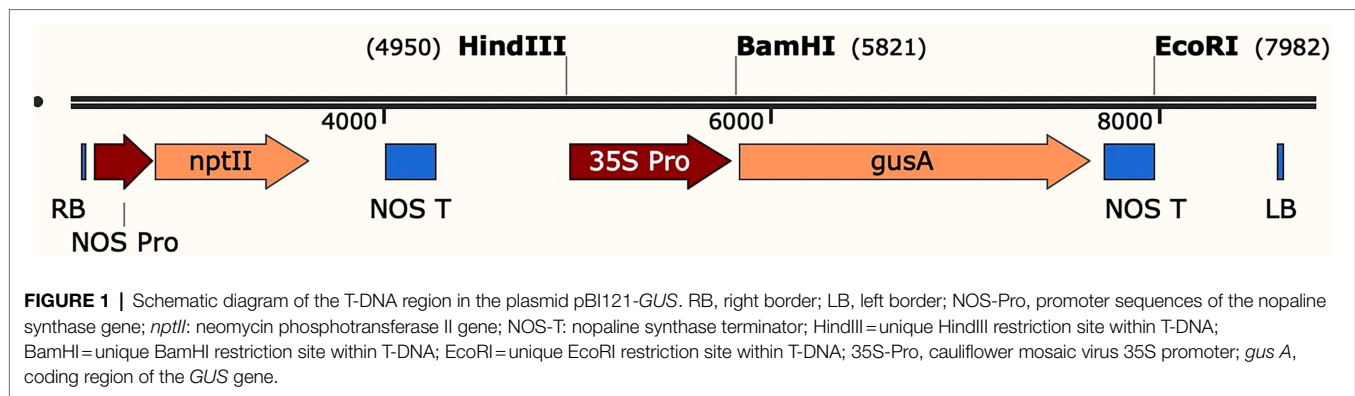 (4950) HindIII BamHI (5821) EcoRI (7982)
4000 6000 8000
nptII 35S Pro gusA
RB NOS T NOS T LB
NOS Pro
FIGURE 1 | Schematic diagram of the T-DNA region in the plasmid pBI121-GUS. RB, right border; LB, left border; NOS-Pro, promoter sequences of the nopaline
synthase gene; nptII: neomycin phosphotransferase II gene; NOS-T: nopaline synthase terminator; HindIII = unique HindIII restriction site within T-DNA;
BamHI = unique BamHI restriction site within T-DNA; EcoRI = unique EcoRI restriction site within T-DNA; 35S-Pro, cauliflower mosaic virus 35S promoter; gus A,
coding region of the GUS gene.